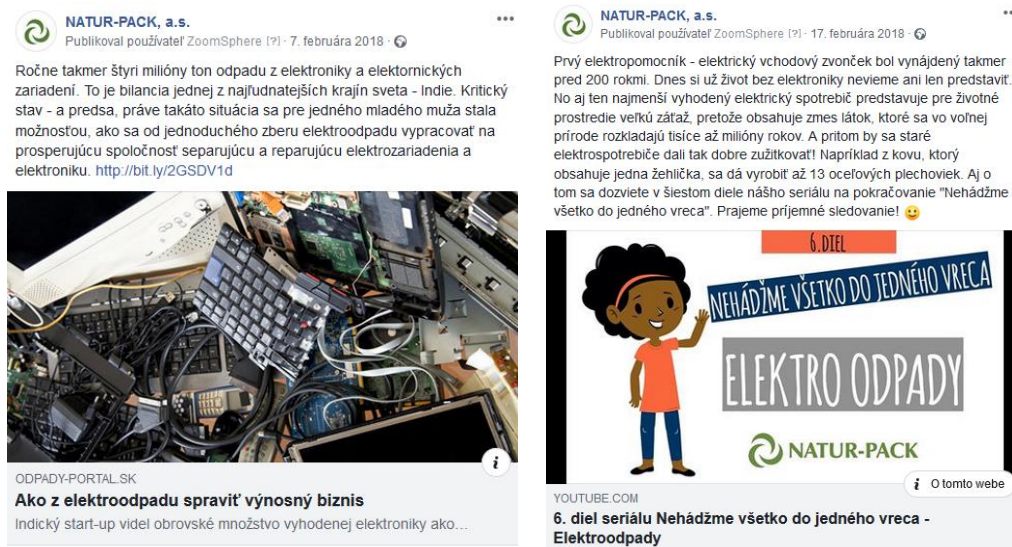 NATUR-PACK, a.s.
Publikoval používateľ ZoomSphere [?] · 7. februára 2018 ·
Ročne takmer štyri milióny ton odpadu z elektroniky a elektornických
zariadení. To je bilancia jednej z najľudnatejších krajín sveta - Indie. Kritický
stav - a predsa, práve takáto situácia sa pre jedného mladého muža stala
možnosťou, ako sa od jednoduchého zberu elektroodpadu vypracovať na
prosperujúcu spoločnosť separujúcu a reparujúcu elektrozariadenia a
elektroniku. http://bit.ly/2GSDV1d
ODPADY-PORTAL.SK
Ako z elektroodpadu spraviť výnosný biznis
Indický start-up videl obrovské množstvo vyhodenej elektroniky ako...
NATUR-PACK, a.s.
Publikoval používateľ ZoomSphere [?] · 17. februára 2018 ·
Prvý elektropomocník - elektrický vchodový zvonček bol vynájdený takmer
pred 200 rokmi. Dnes si už život bez elektroniky nevieme ani len predstaviť.
No aj ten najmenší vyhodený elektrický spotrebič predstavuje pre životné
prostredie veľkú záťaž, pretože obsahuje zmes látok, ktoré sa vo voľnej
prírode rozkladajú tisíce až milióny rokov. A pritom by sa staré
elektrospotrebiče dali tak dobre zužitkovať! Napríklad z kovu, ktorý
obsahuje jedna žehlička, sa dá vyrobiť až 13 oceľových plechoviek. Aj o
tom sa dozviete v šiestom diele nášho seriálu na pokračovanie "Nehádžme
všetko do jedného vreca". Prajeme príjemné sledovanie!
6. DIEL
NEHÁDŽME VŠETKO DO JEDNÉHO VRECA
ELEKTRO ODPADY
NATUR-PACK
i O tomto webe
YOUTUBE.COM
6. diel seriálu Nehádžme všetko do jedného vreca -
Elektroodpady